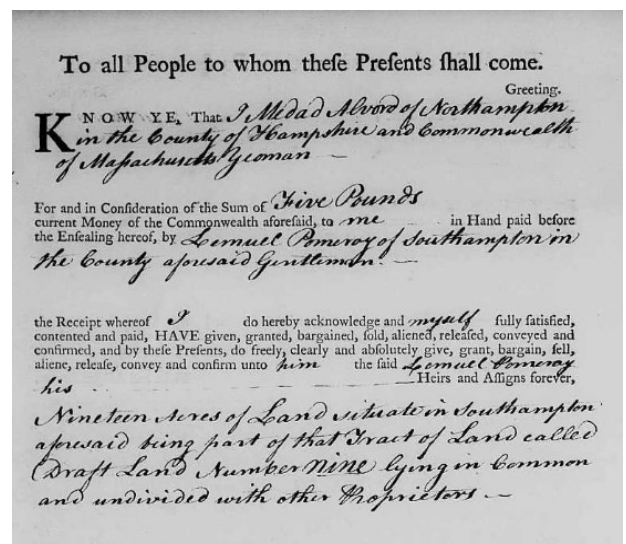 To all People to whom theſe Preſents ſhall come.
Greeting.
KNOW YE, That I Medad Alvord of Northampton
in the County of Hampshire and Commonwealth
of Maſsachusetts Yeoman —
For and in Conſideration of the Sum of Five Pounds
current Money of the Commonwealth aforeſaid, to me in Hand paid before
the Enſealing hereof, by Lemuel Pomeroy of Southampton in
the County aforesaid Gentleman. —
the Receipt whereof I do hereby acknowledge and myself fully ſatisfied,
contented and paid, HAVE given, granted, bargained, ſold, aliened, releaſed, conveyed and
confirmed, and by theſe Preſents, do freely, clearly and abſolutely give, grant, bargain, ſell,
aliene, releaſe, convey and confirm unto him the ſaid Lemuel Pomeroy
his Heirs and Aſſigns forever,
Nineteen Acres of Land situate in Southampton
aforesaid being part of that Tract of Land called
Draft Land Number nine lying in Common
and undivided with other Proprietors —